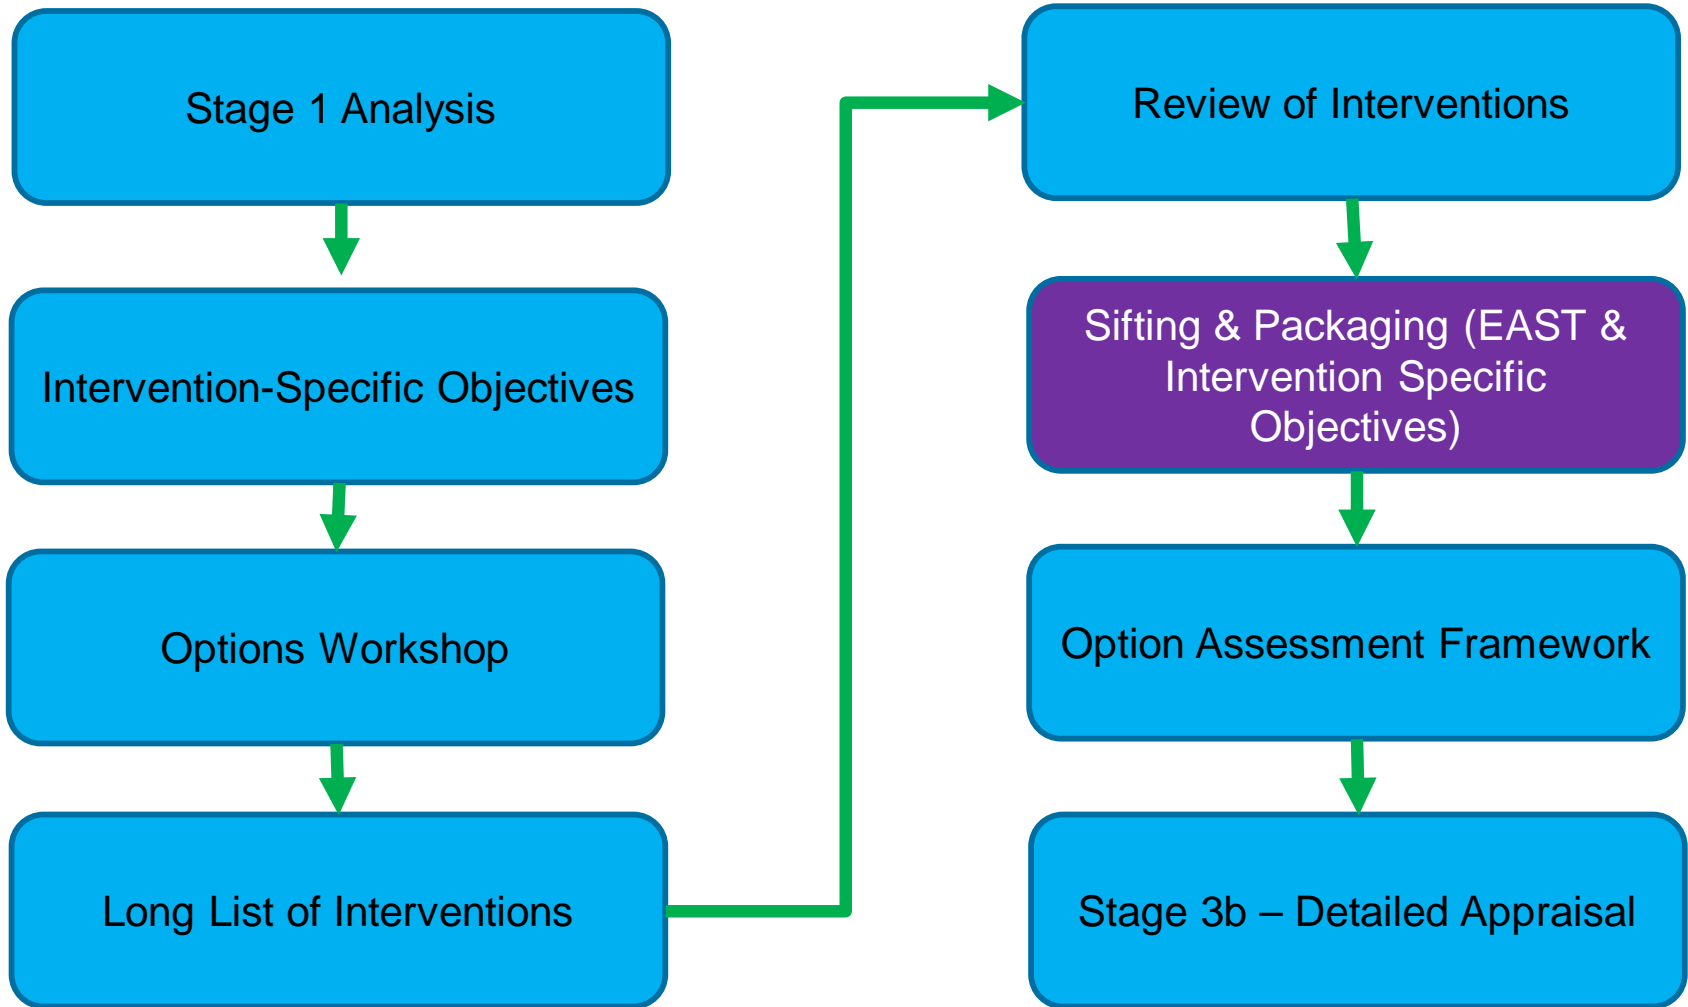 Stage 1 Analysis
Intervention-Specific Objectives
Options Workshop
Long List of Interventions
Review of Interventions
Sifting & Packaging (EAST &
Intervention Specific
Objectives)
Option Assessment Framework
Stage 3b – Detailed Appraisal